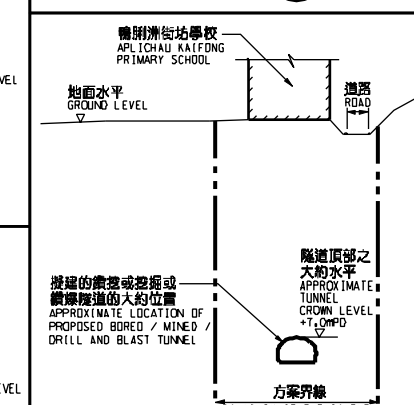 鴨脷洲街坊學校
APLICHAU KAIFONG
PRIMARY SCHOOL
VEL
地面水平
GROUND LEVEL
道路
ROAD
隧道頂部之
大約水平
APPROXIMATE
TUNNEL
CROWN LEVEL
+7.0mPD
擬建的鑽挖或挖掘或
鑽爆隧道的大約位置
APPROXIMATE LOCATION OF
PROPOSED BORED / MINED /
DRILL AND BLAST TUNNEL
VEL
方案界線